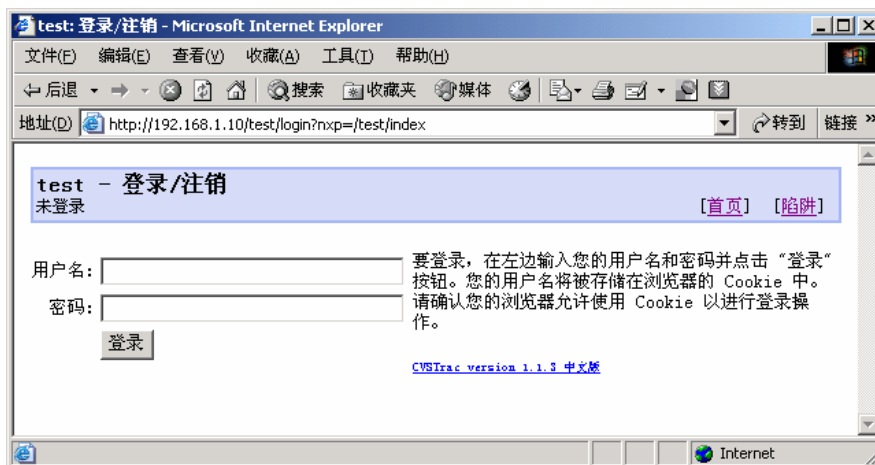 test: 登录/注销 - Microsoft Internet Explorer
文件(F) 编辑(E) 查看(V) 收藏(A) 工具(T) 帮助(H)
后退 搜索 收藏夹 媒体
地址(D) http://192.168.1.10/test/login?nxp=/test/index 转到 链接 »
test - 登录/注销
未登录 [首页] [陷阱]
用户名:
密码:
登录
要登录，在左边输入您的用户名和密码并点击 “登录”
按钮。您的用户名将被存储在浏览器的 Cookie 中。
请确认您的浏览器允许使用 Cookie 以进行登录操
作。
CVSTrac version 1.1.3 中文版
Internet